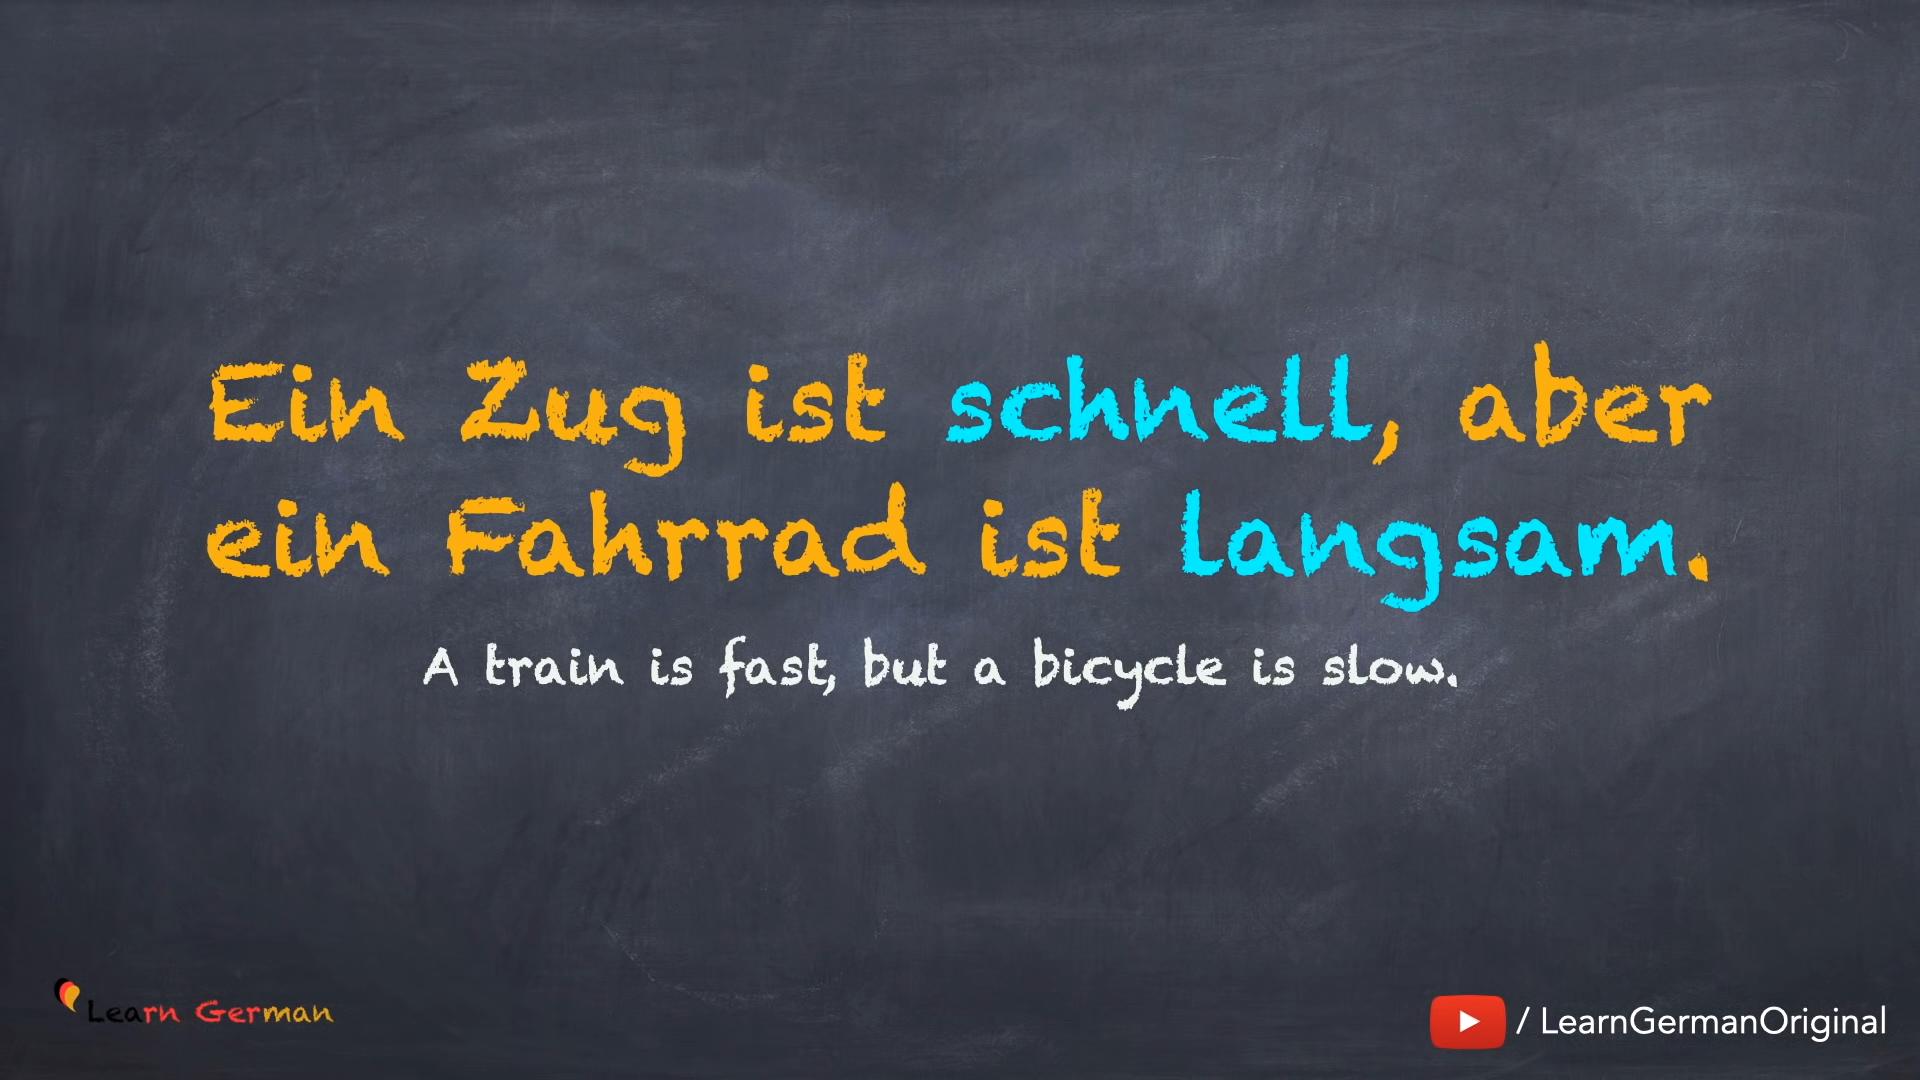 Ein Zug ist schnell, aber
ein Fahrrad ist langsam.
A train is fast, but a bicycle is slow.
Learn German
/ LearnGermanOriginal